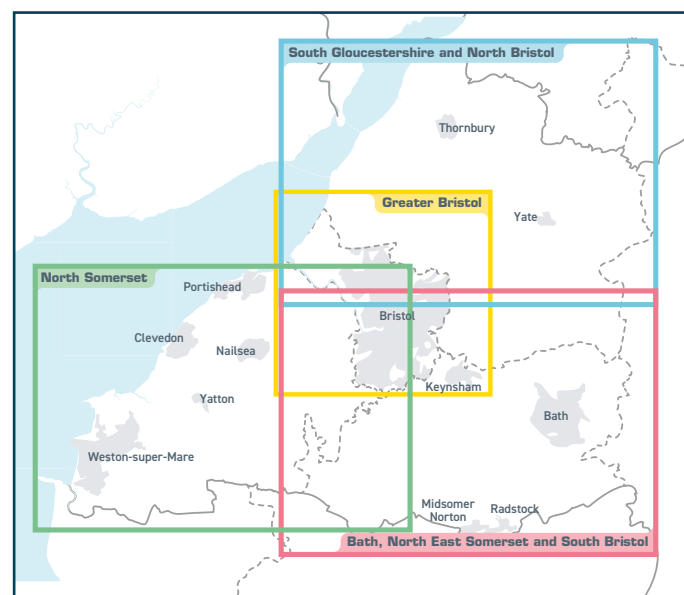 South Gloucestershire and North Bristol
Thornbury
Greater Bristol
Yate
North Somerset
Portishead
Bristol
Clevedon
Nailsea
Keynsham
Yatton
Bath
Weston-super-Mare
Midsomer
Norton
Radstock
Bath, North East Somerset and South Bristol